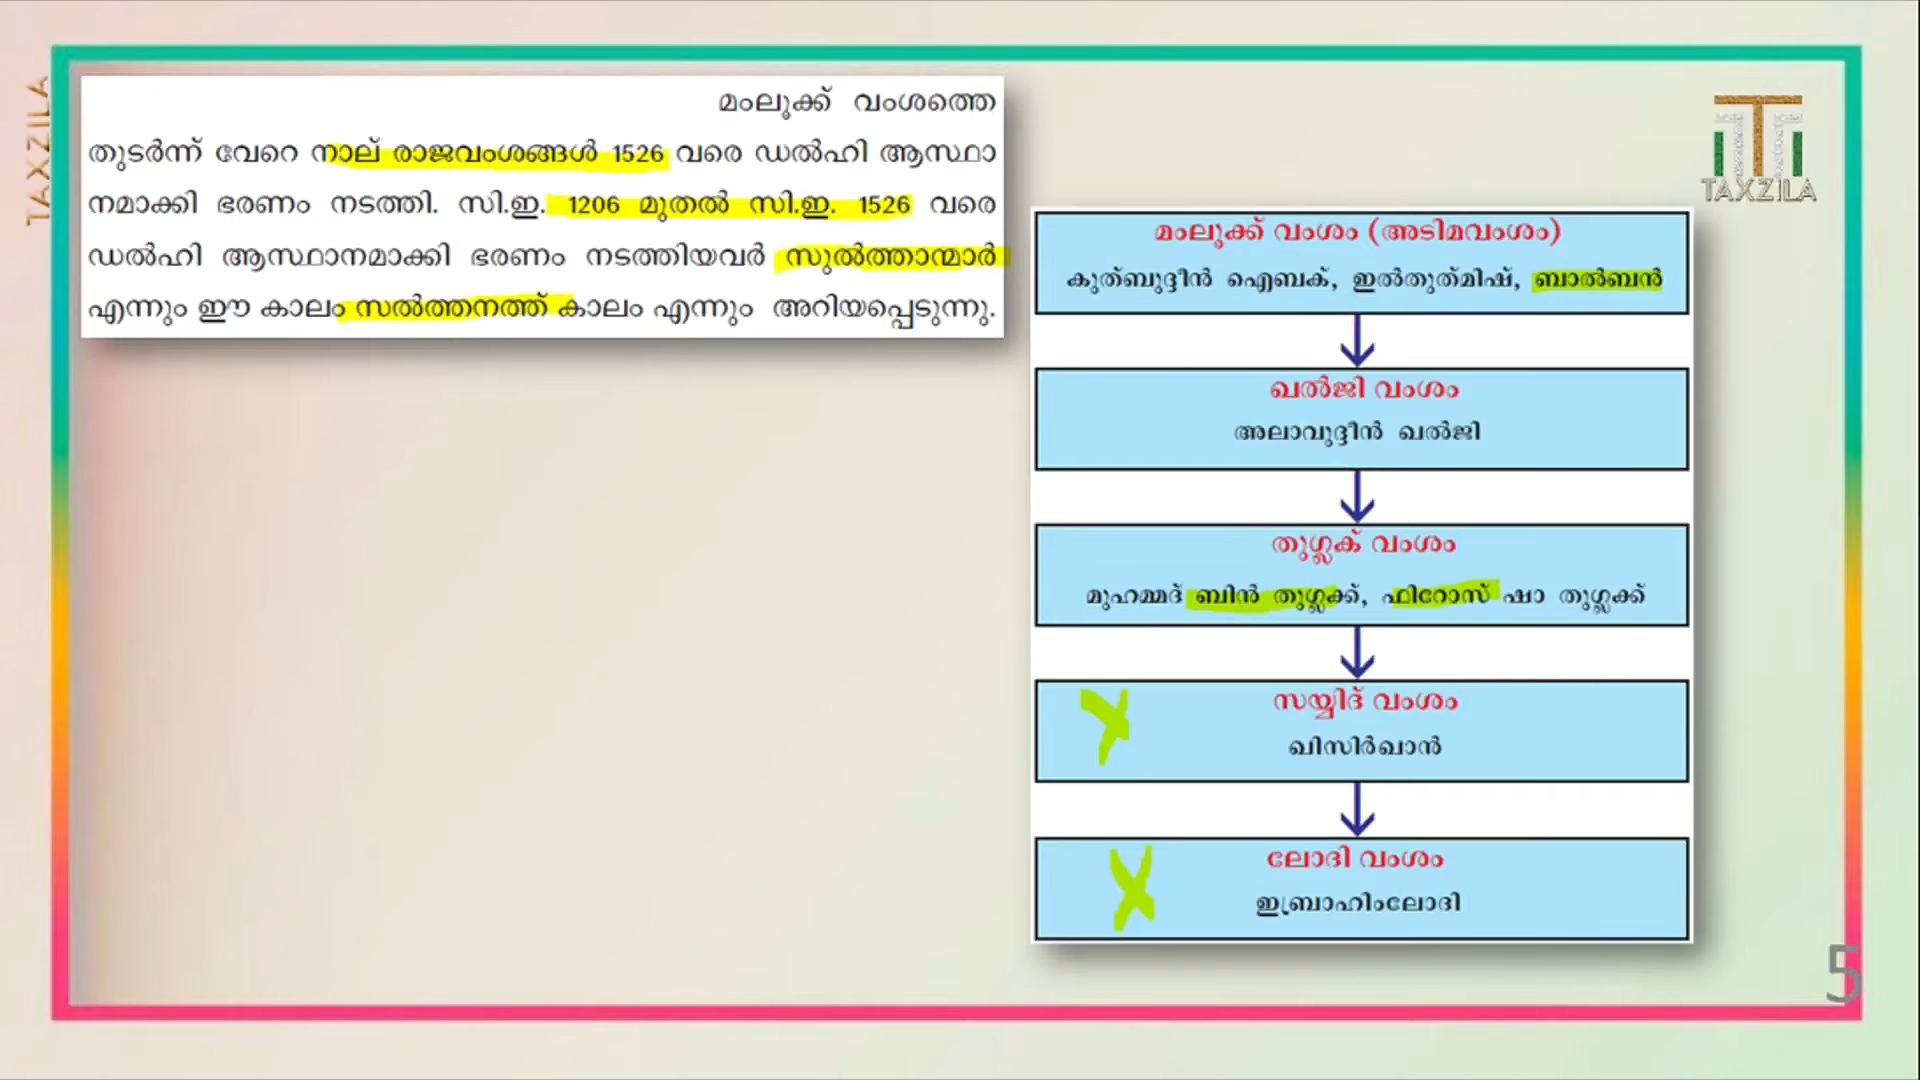 TAXZILA
മംലൂക്ക് വംശത്തെ
തുടർന്ന് വേറെ നാല് രാജവംശങ്ങൾ 1526 വരെ ഡൽഹി ആസ്ഥാ
നമാക്കി ഭരണം നടത്തി. സി.ഇ. 1206 മുതൽ സി.ഇ. 1526 വരെ
ഡൽഹി ആസ്ഥാനമാക്കി ഭരണം നടത്തിയവർ സുൽത്താന്മാർ
എന്നും ഈ കാലം സൽത്തനത്ത് കാലം എന്നും അറിയപ്പെടുന്നു.
TAXZILA
മംലൂക്ക് വംശം (അടിമവംശം)
കുത്ബുദ്ദീൻ ഐബക്, ഇൽതുത്മിഷ്, ബാൽബൻ
ഖൽജി വംശം
അലാവുദ്ദീൻ ഖൽജി
തുഗ്ലക് വംശം
മുഹമ്മദ് ബിൻ തുഗ്ലക്ക്, ഫിറോസ് ഷാ തുഗ്ലക്ക്
സയ്യിദ് വംശം
ഖിസിർഖാൻ
ലോദി വംശം
ഇബ്രാഹിംലോദി
5